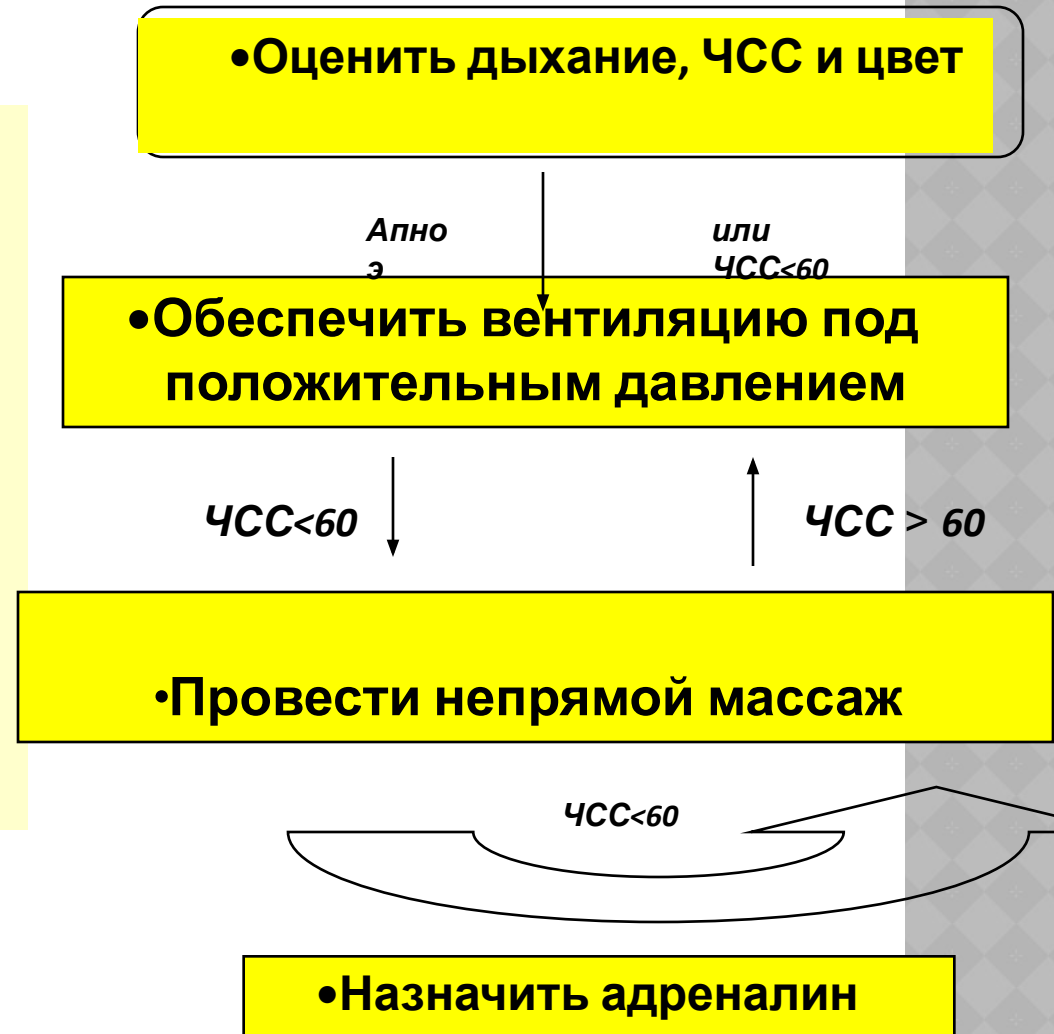 •Оценить дыхание, ЧСС и цвет
Апно
э
или
ЧСС<60
•Обеспечить вентиляцию под
положительным давлением
ЧСС<60
ЧСС > 60
•Провести непрямой массаж
ЧСС<60
•Назначить адреналин